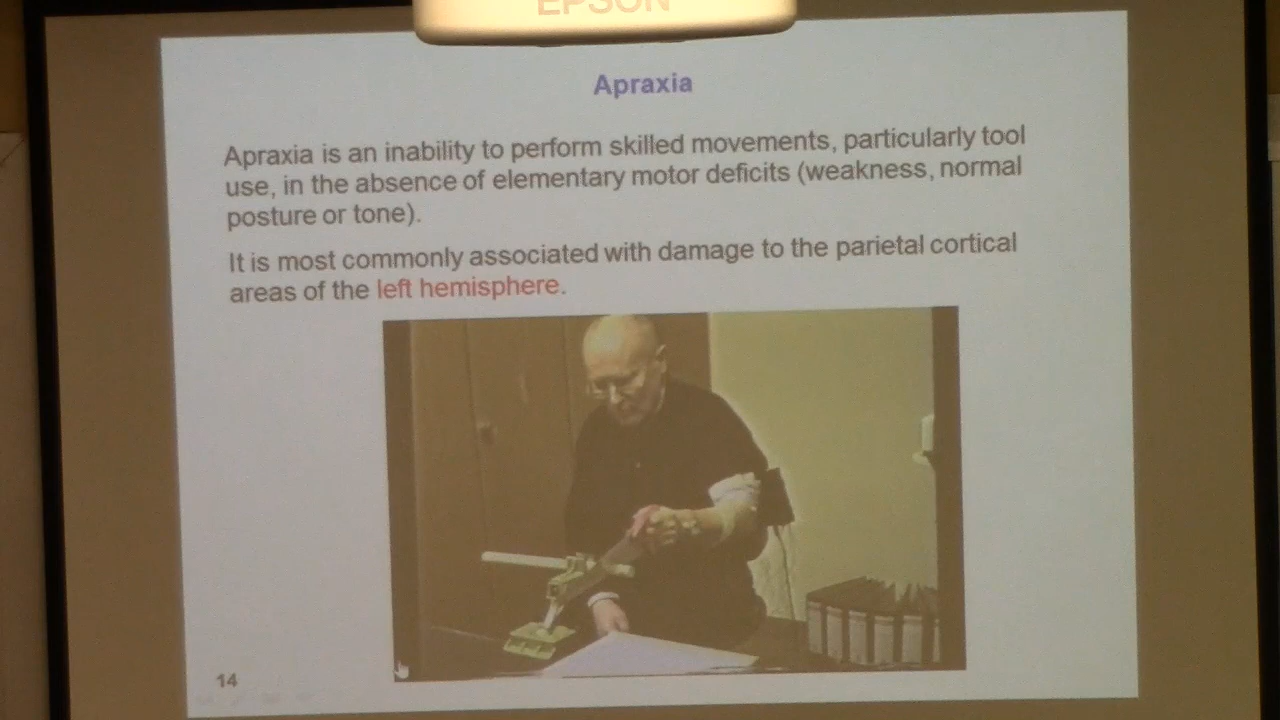 EPSON
Apraxia
Apraxia is an inability to perform skilled movements, particularly tool
use, in the absence of elementary motor deficits (weakness, normal
posture or tone).
It is most commonly associated with damage to the parietal cortical
areas of the left hemisphere.
14